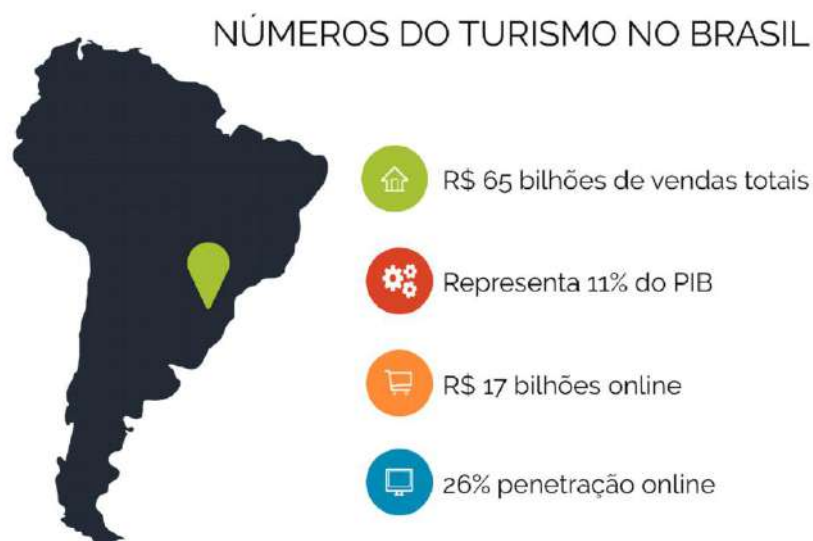 NÚMEROS DO TURISMO NO BRASIL
R$ 65 bilhões de vendas totais
Representa 11% do PIB
R$ 17 bilhões online
26% penetração online